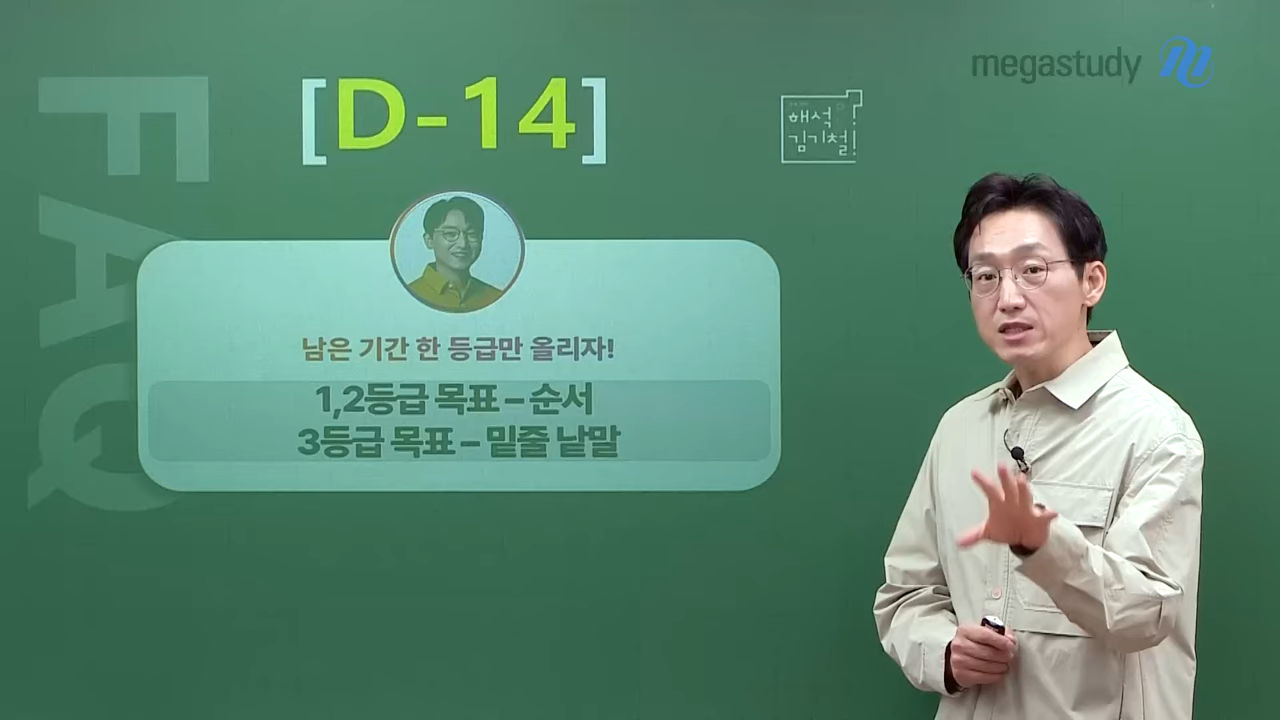 megastudy
FAQ
[D-14]
해석
김기철!
남은 기간 한 등급만 올리자!
1,2등급 목표 – 순서
3등급 목표 – 밑줄 낱말